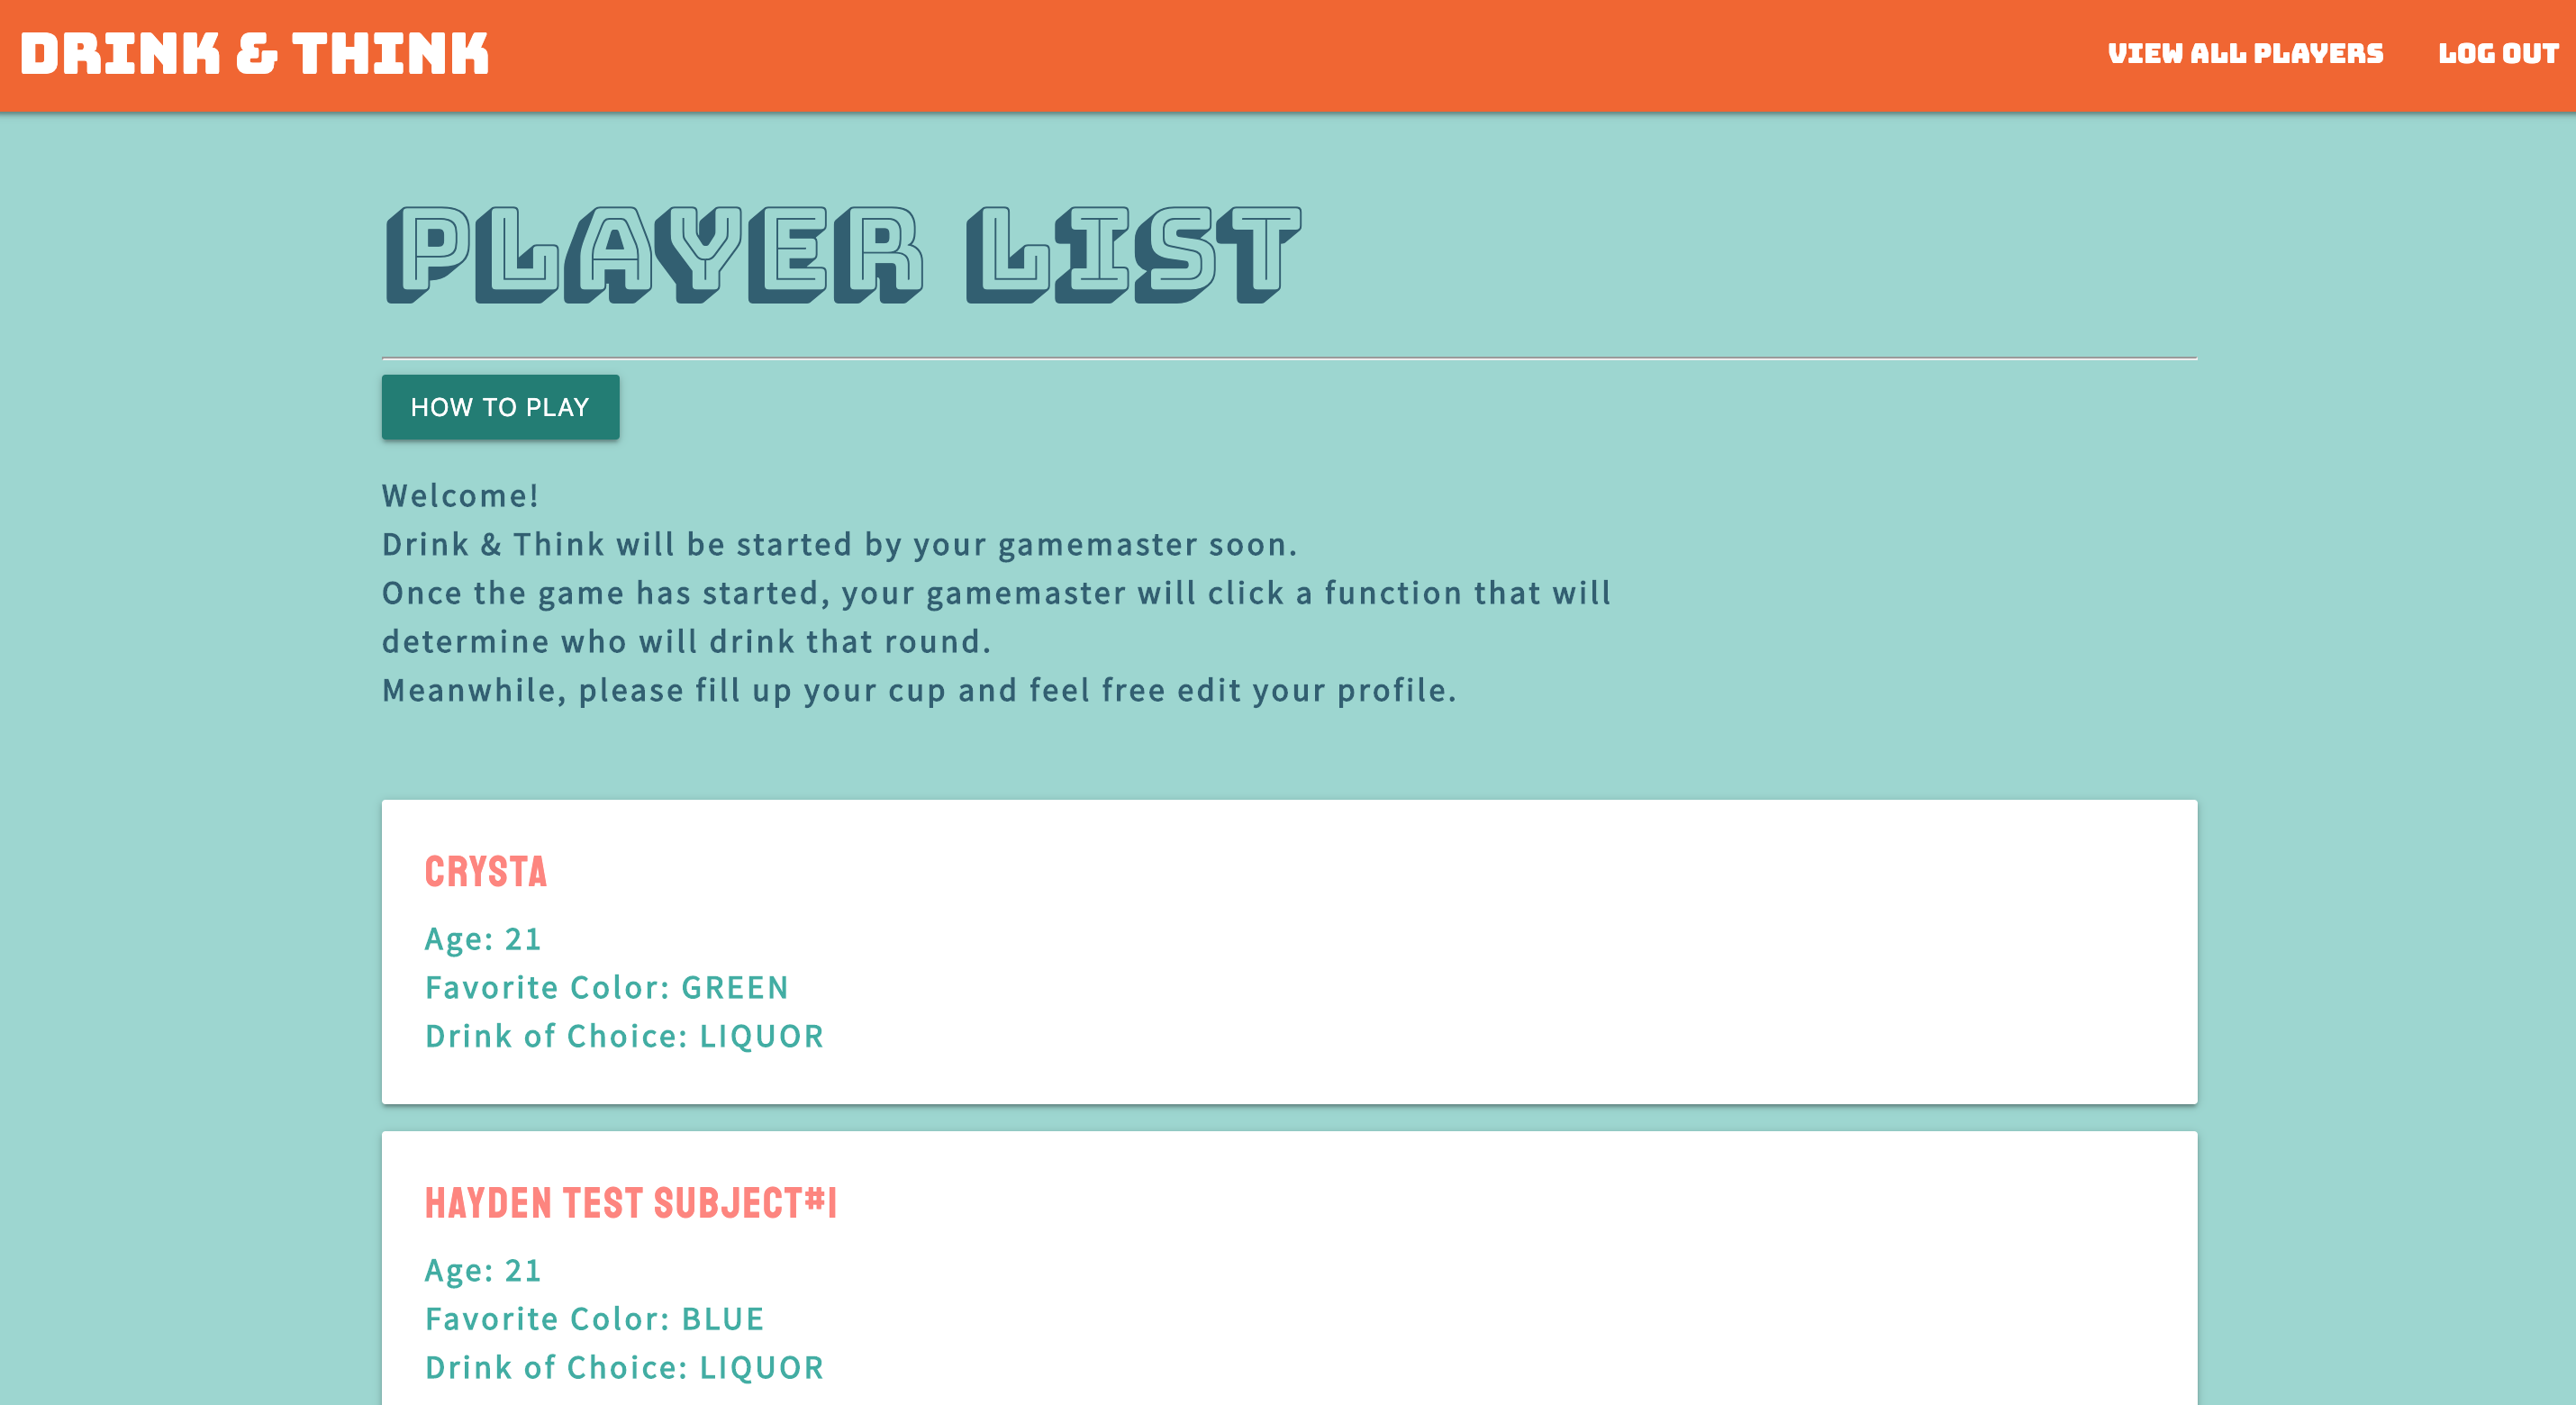 DRINK & THINK
VIEW ALL PLAYERS
LOG OUT
PLAYER LIST
HOW TO PLAY
Welcome!
Drink & Think will be started by your gamemaster soon.
Once the game has started, your gamemaster will click a function that will
determine who will drink that round.
Meanwhile, please fill up your cup and feel free edit your profile.
CRYSTA
Age: 21
Favorite Color: GREEN
Drink of Choice: LIQUOR
HAYDEN TEST SUBJECT#1
Age: 21
Favorite Color: BLUE
Drink of Choice: LIQUOR